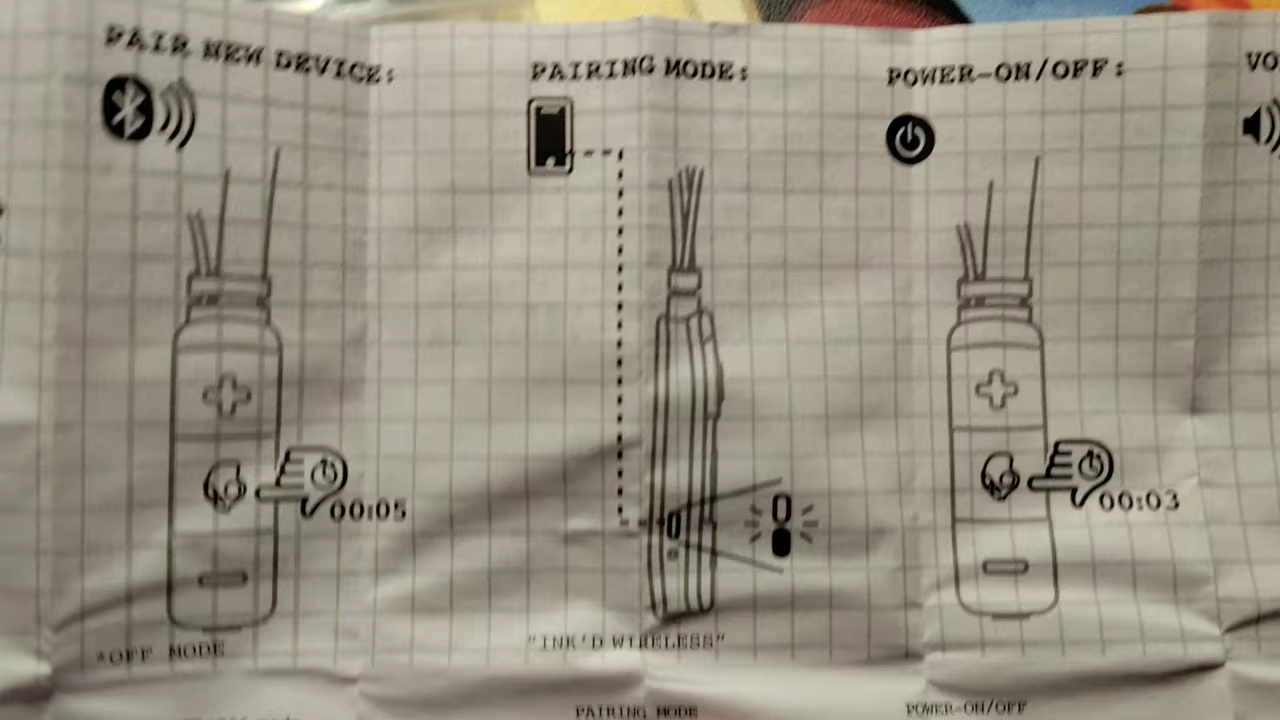 PAIR NEW DEVICE:
PAIRING MODE:
POWER-ON/OFF:
VO
00:05
00:03
*OFF MODE
"INK'D WIRELESS"
PAIRING MODE
POWER-ON/OFF